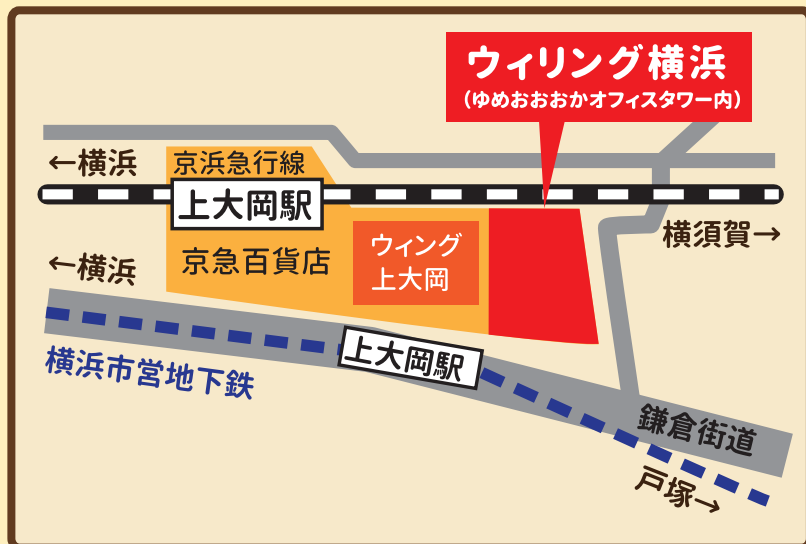 ウィリング横浜
(ゆめおおおかオフィスタワー内)
←横浜
京浜急行線
上大岡駅
横須賀→
←横浜
京急百貨店
ウィング
上大岡
横浜市営地下鉄
上大岡駅
鎌倉街道
戸塚→